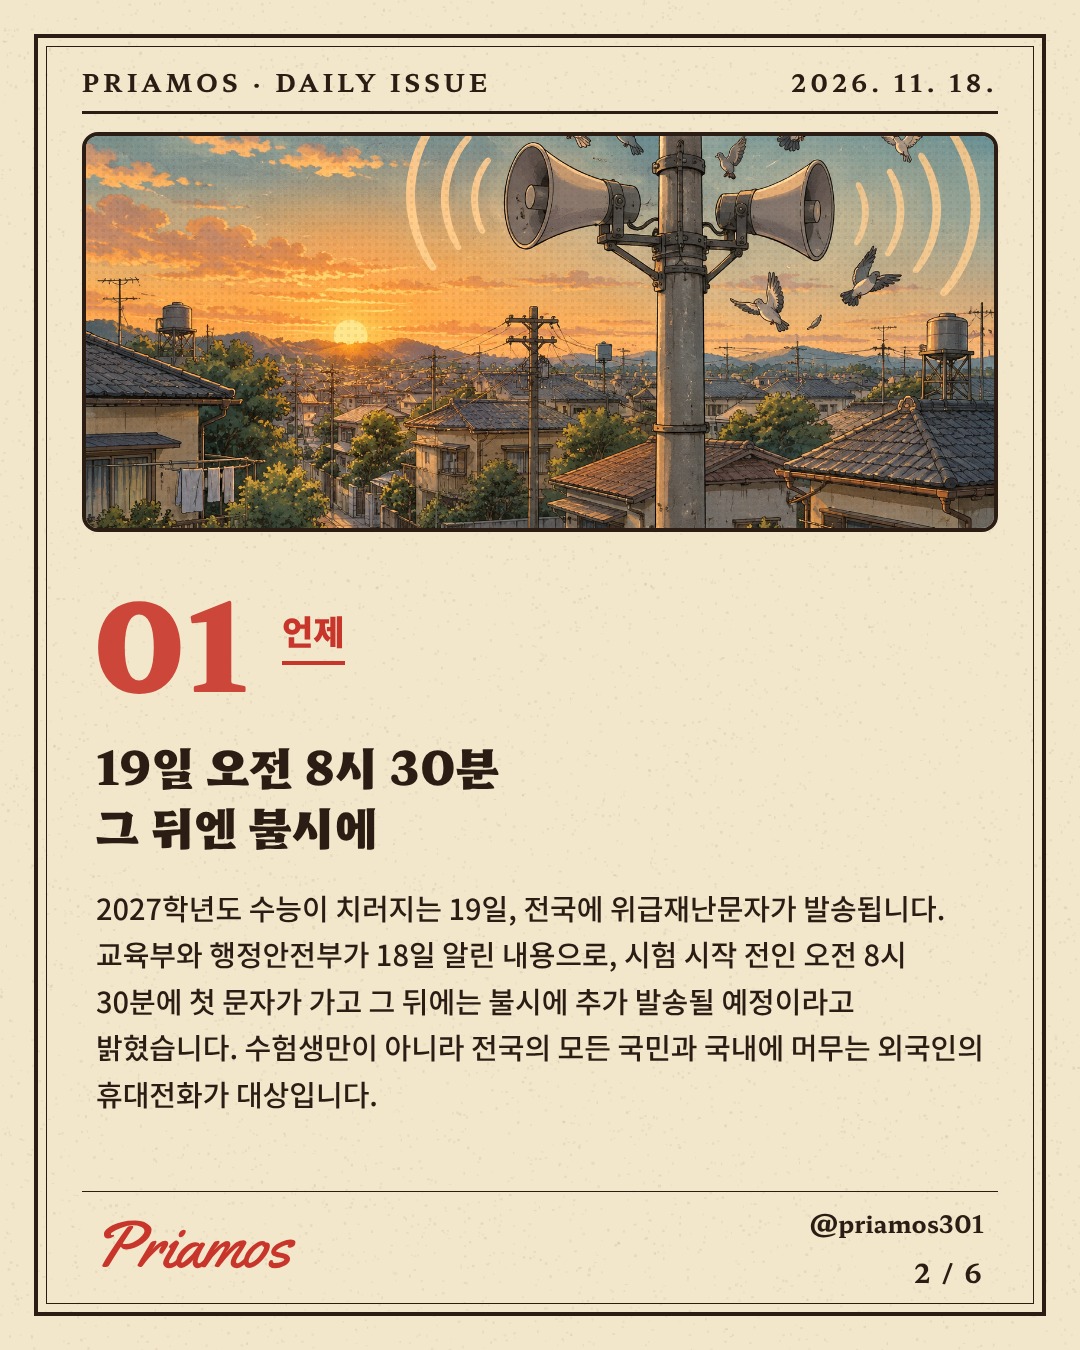 PRIAMOS · DAILY ISSUE
2026. 11. 18.
01
언제
19일 오전 8시 30분
그 뒤엔 불시에
2027학년도 수능이 치러지는 19일, 전국에 위급재난문자가 발송됩니다.
교육부와 행정안전부가 18일 알린 내용으로, 시험 시작 전인 오전 8시
30분에 첫 문자가 가고 그 뒤에는 불시에 추가 발송될 예정이라고
밝혔습니다. 수험생만이 아니라 전국의 모든 국민과 국내에 머무는 외국인의
휴대전화가 대상입니다.
Priamos
@priamos301
2 / 6